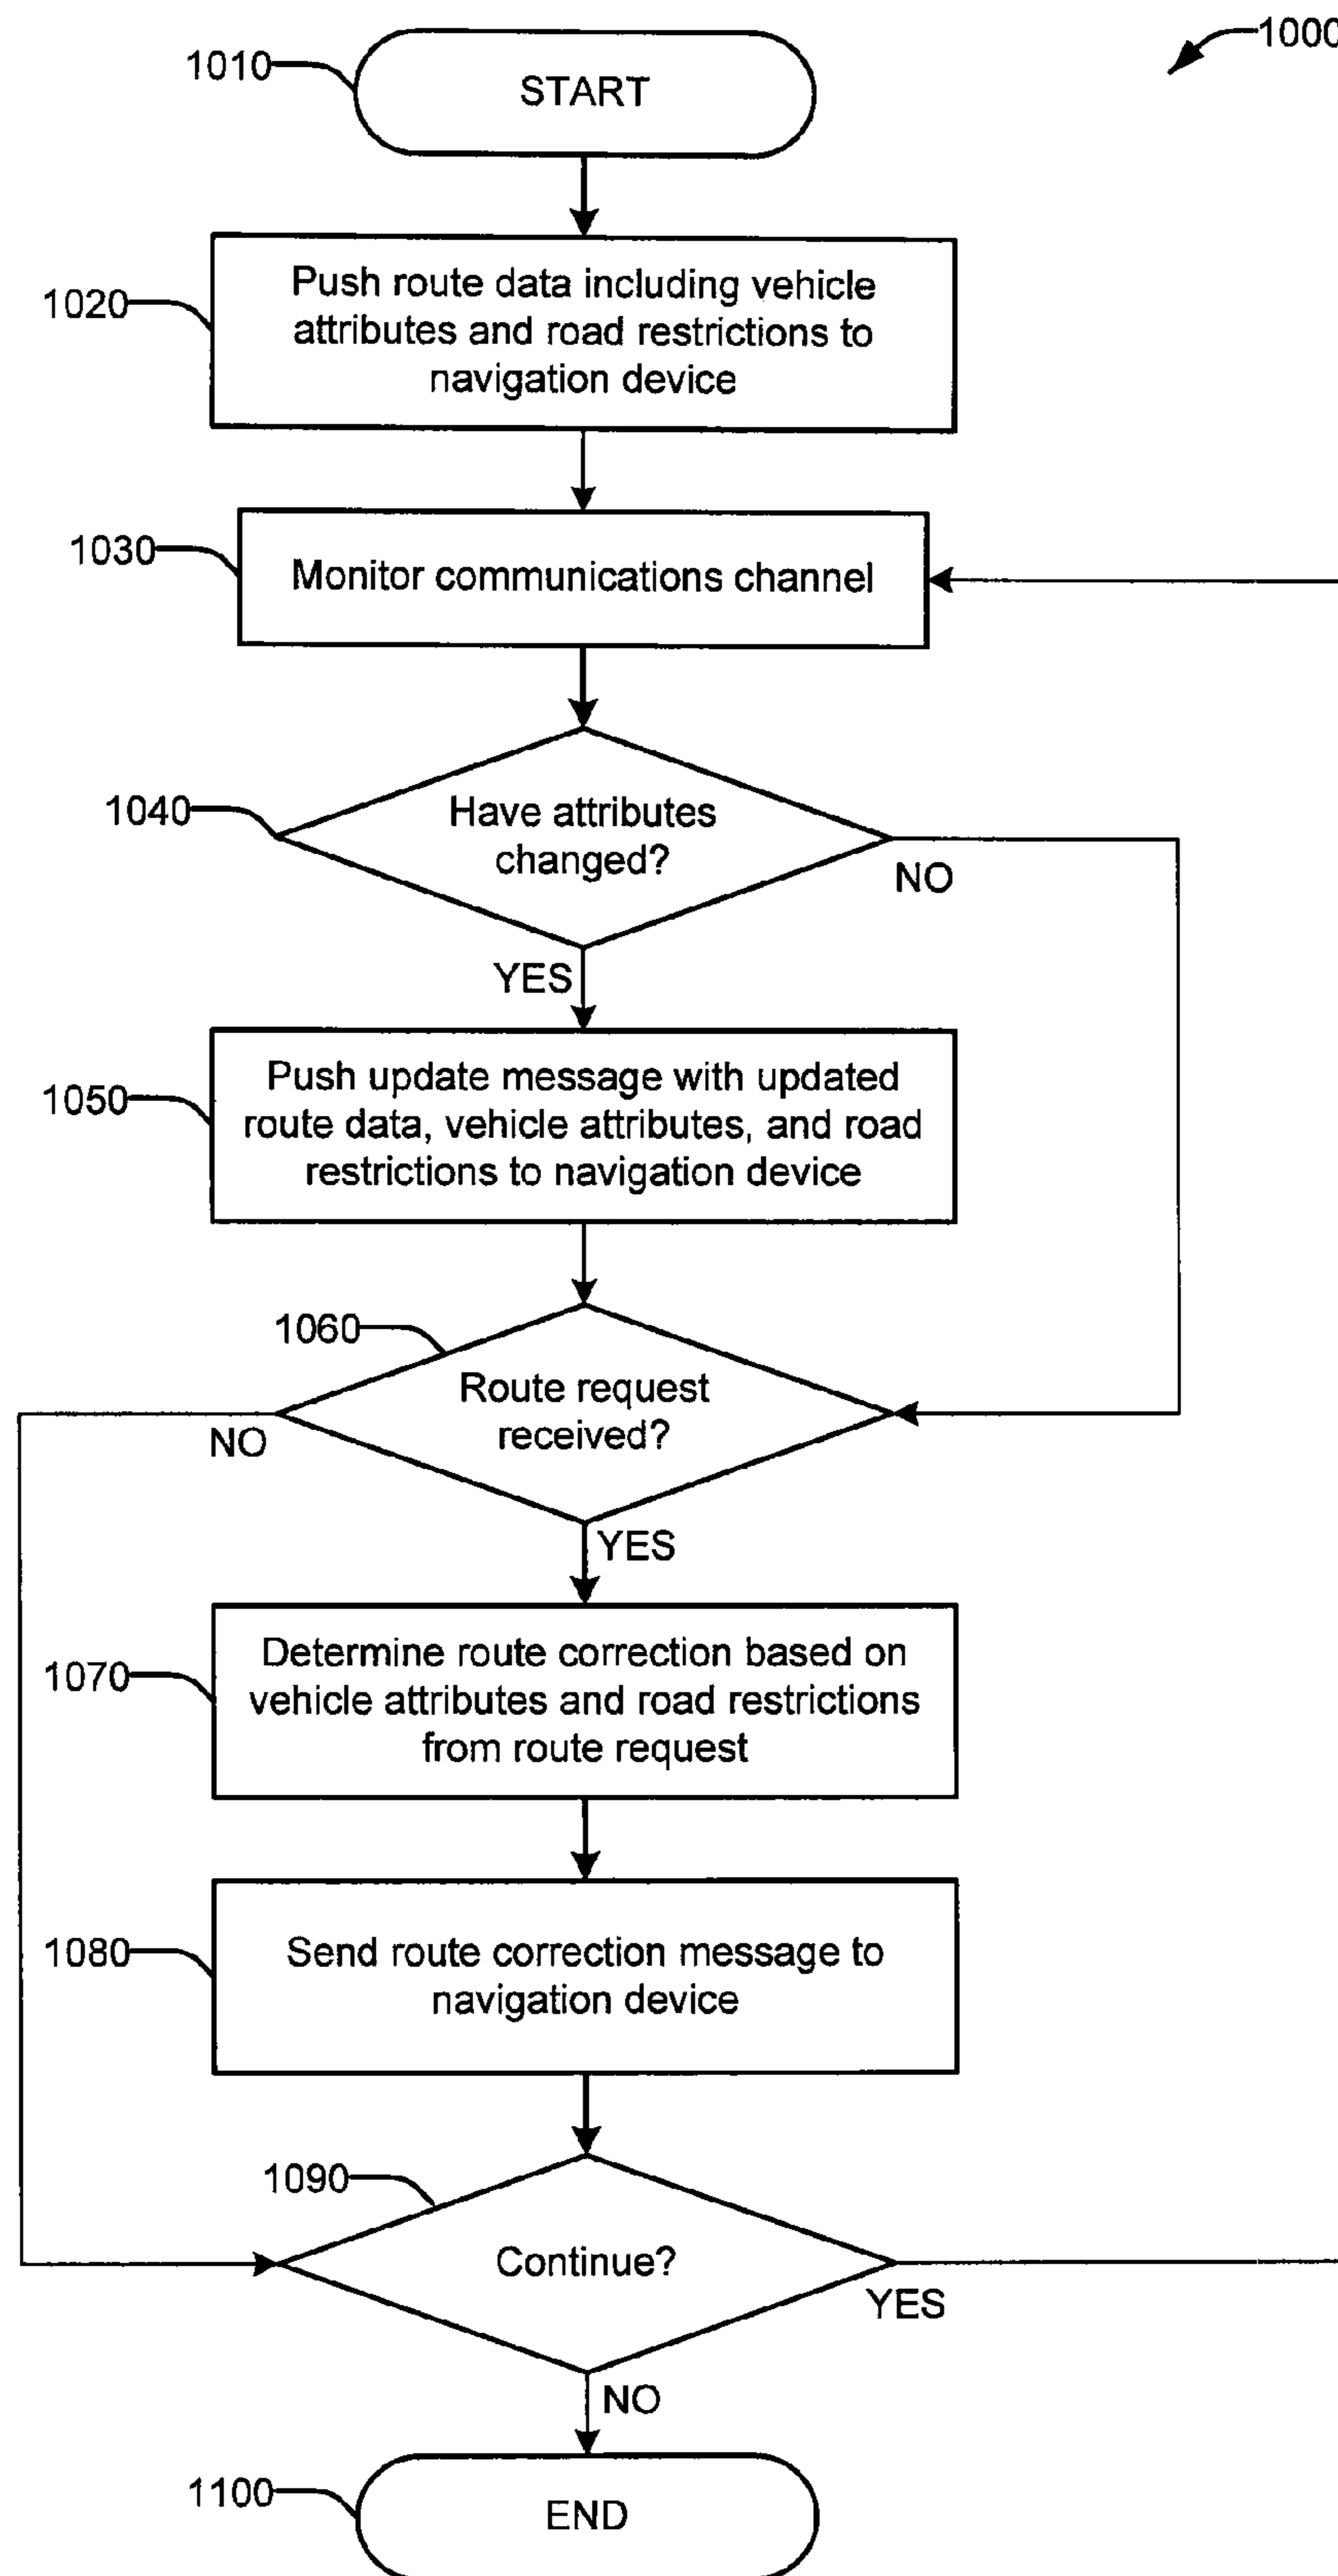 1000
1010
START
1020
Push route data including vehicle
attributes and road restrictions to
navigation device
1030
Monitor communications channel
1040
Have attributes
changed?
NO
YES
1050
Push update message with updated
route data, vehicle attributes, and road
restrictions to navigation device
1060
Route request
received?
NO
YES
1070
Determine route correction based on
vehicle attributes and road restrictions
from route request
1080
Send route correction message to
navigation device
1090
Continue?
YES
NO
1100
END